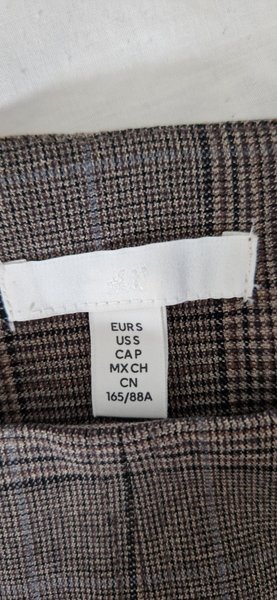 H&M
EUR S
US S
CA P
MX CH
CN
165/88A